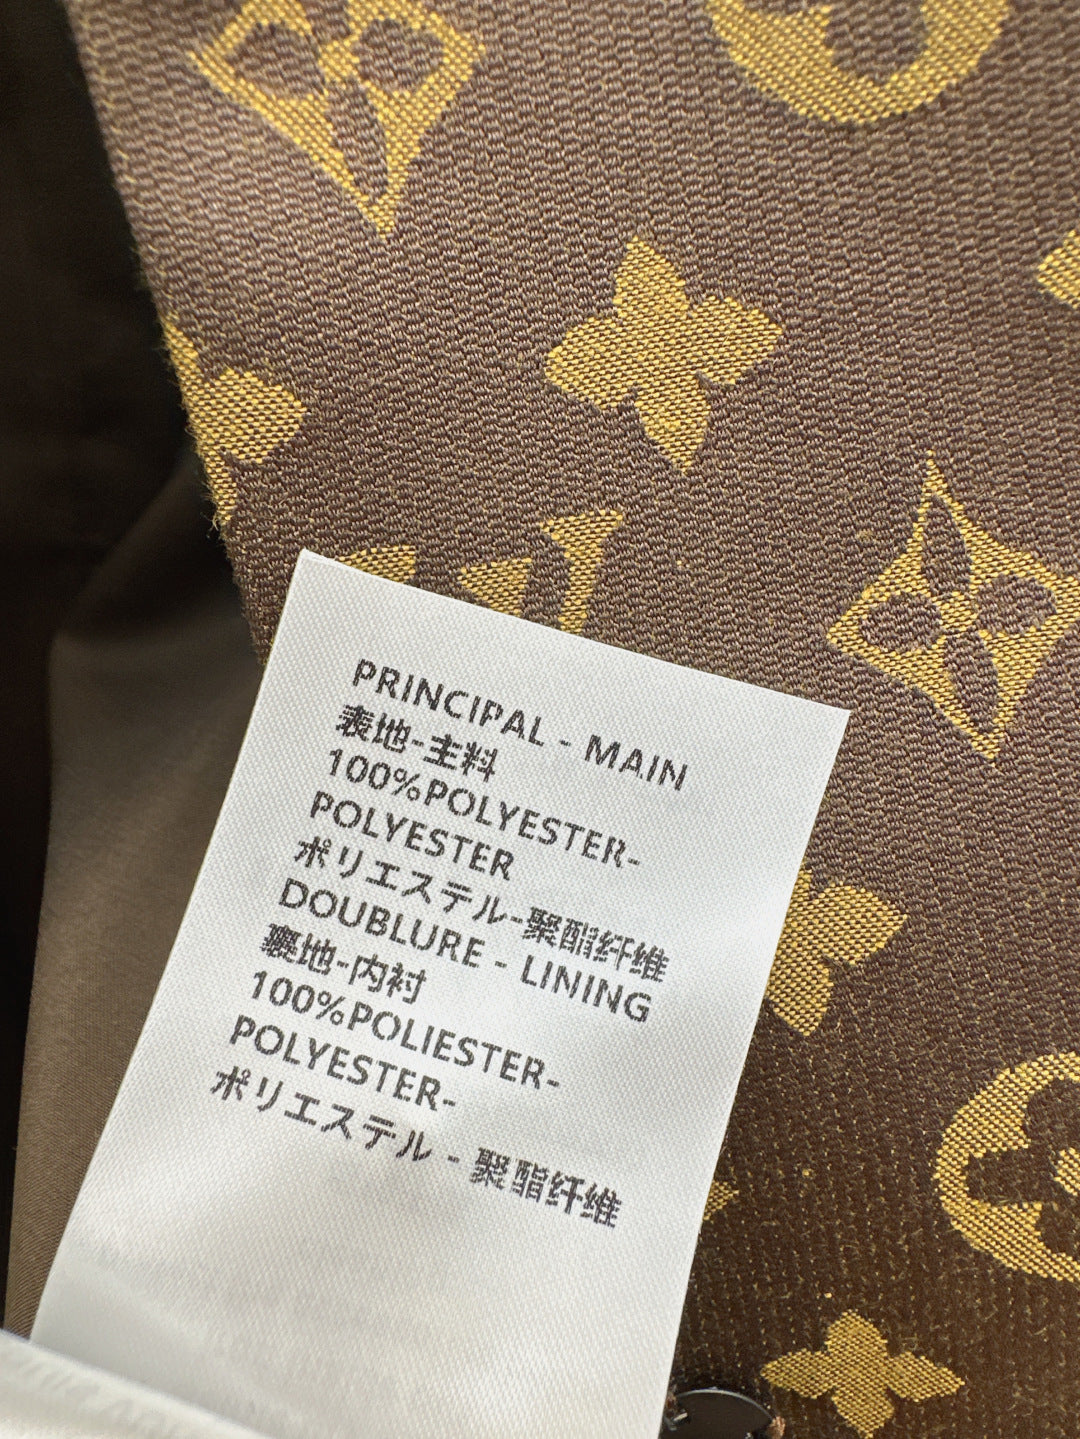 PRINCIPAL - MAIN
表地-主料
100%POLYESTER-
POLYESTER
ポリエステル-聚酯纤维
DOUBLURE - LINING
裏地-内衬
100%POLIESTER-
POLYESTER-
ポリエステル - 聚酯纤维